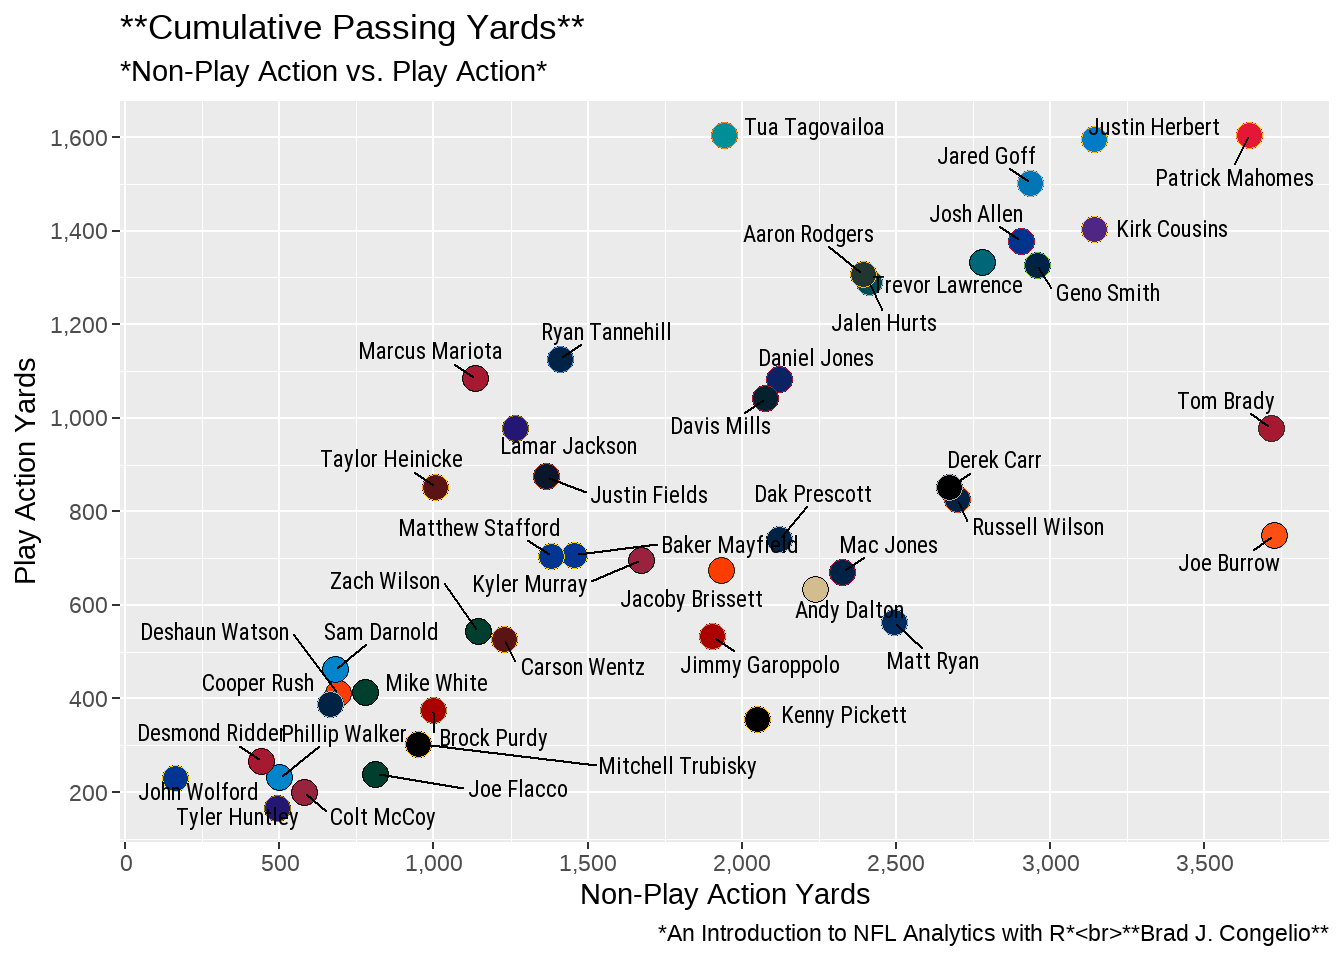 **Cumulative Passing Yards**
*Non-Play Action vs. Play Action*
Play Action Yards
1,600
1,400
1,200
1,000
800
600
400
200
Tua Tagovailoa
Justin Herbert
Jared Goff
Patrick Mahomes
Josh Allen
Kirk Cousins
Aaron Rodgers
Trevor Lawrence
Geno Smith
Jalen Hurts
Ryan Tannehill
Marcus Mariota
Daniel Jones
Tom Brady
Davis Mills
Lamar Jackson
Taylor Heinicke
Derek Carr
Justin Fields
Dak Prescott
Matthew Stafford
Russell Wilson
Baker Mayfield
Mac Jones
Joe Burrow
Zach Wilson
Kyler Murray
Jacoby Brissett
Andy Dalton
Deshaun Watson
Sam Darnold
Carson Wentz
Jimmy Garoppolo
Matt Ryan
Cooper Rush
Mike White
Kenny Pickett
Desmond Ridder
Phillip Walker
Brock Purdy
Mitchell Trubisky
John Wolford
Joe Flacco
Tyler Huntley
Colt McCoy
0
500
1,000
1,500
2,000
2,500
3,000
3,500
Non-Play Action Yards
*An Introduction to NFL Analytics with R*<br>**Brad J. Congelio**